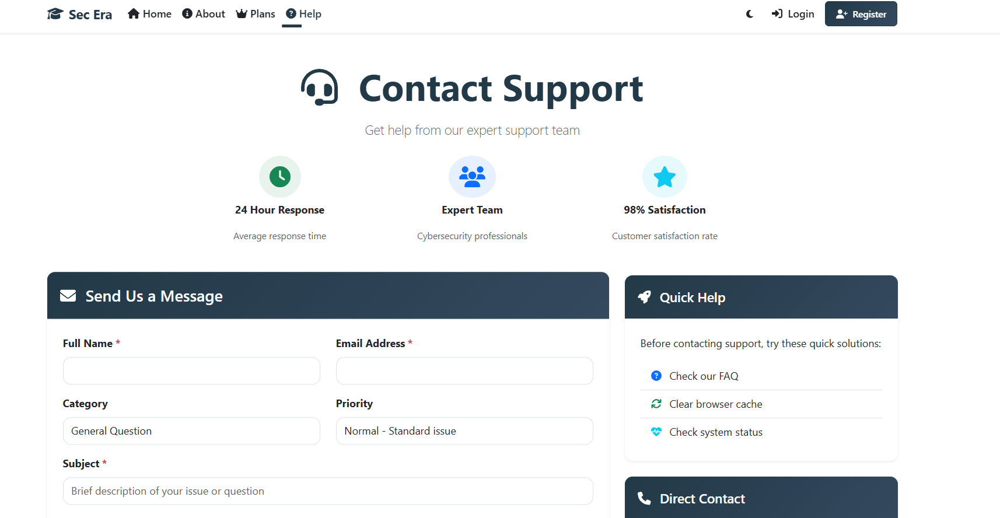 Sec Era Home About Plans Help Login Register
Contact Support
Get help from our expert support team
24 Hour Response
Average response time
Expert Team
Cybersecurity professionals
98% Satisfaction
Customer satisfaction rate
Send Us a Message
Full Name *
Email Address *
Category
General Question
Priority
Normal - Standard issue
Subject *
Brief description of your issue or question
Quick Help
Before contacting support, try these quick solutions:
Check our FAQ
Clear browser cache
Check system status
Direct Contact